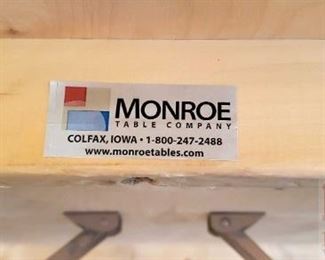 MONROE
TABLE COMPANY
COLFAX, IOWA • 1-800-247-2488
www.monroetables.com